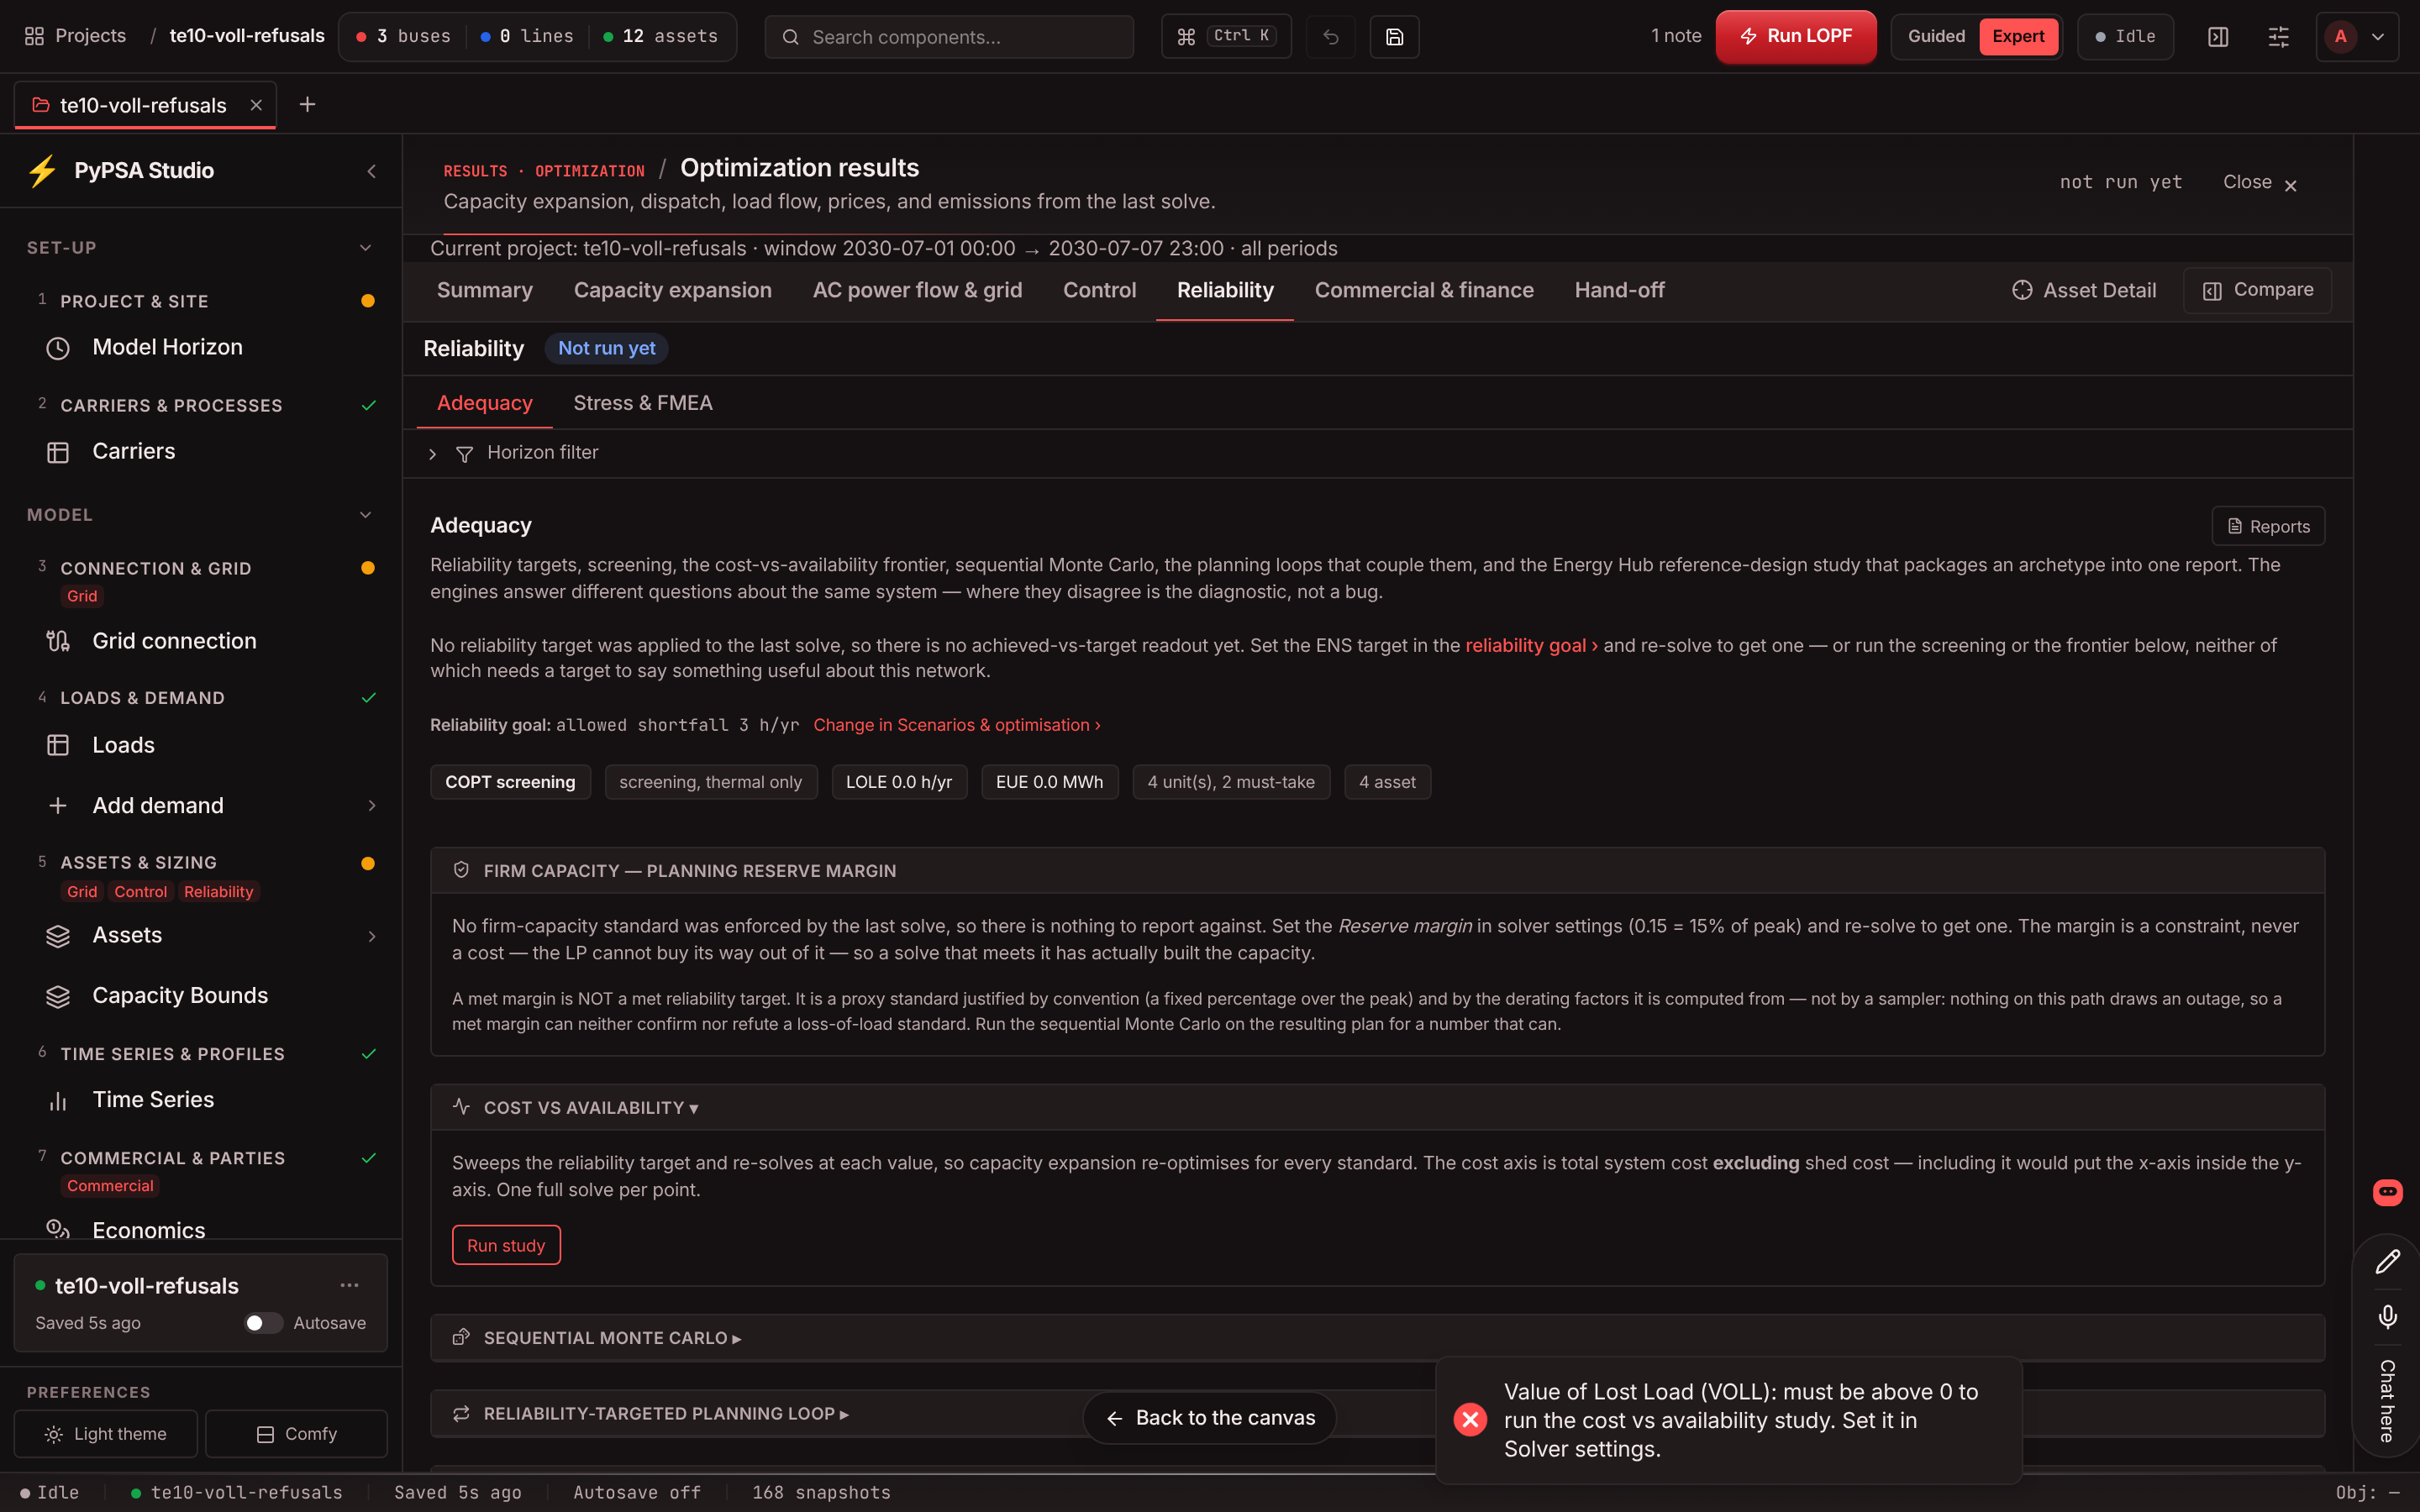 Projects / te10-voll-refusals
3 buses
0 lines
12 assets
Search components...
Ctrl K
1 note
Run LOPF
Guided
Expert
Idle
A
te10-voll-refusals
PyPSA Studio
SET-UP
1 PROJECT & SITE
Model Horizon
2 CARRIERS & PROCESSES
Carriers
MODEL
3 CONNECTION & GRID
Grid
Grid connection
4 LOADS & DEMAND
Loads
Add demand
5 ASSETS & SIZING
Grid Control Reliability
Assets
Capacity Bounds
6 TIME SERIES & PROFILES
Time Series
7 COMMERCIAL & PARTIES
Commercial
Economics
te10-voll-refusals
Saved 5s ago
Autosave
PREFERENCES
Light theme
Comfy
RESULTS · OPTIMIZATION / Optimization results
Capacity expansion, dispatch, load flow, prices, and emissions from the last solve.
not run yet
Close
Current project: te10-voll-refusals · window 2030-07-01 00:00 → 2030-07-07 23:00 · all periods
Summary
Capacity expansion
AC power flow & grid
Control
Reliability
Commercial & finance
Hand-off
Asset Detail
Compare
Reliability
Not run yet
Adequacy
Stress & FMEA
Horizon filter
Adequacy
Reports
Reliability targets, screening, the cost-vs-availability frontier, sequential Monte Carlo, the planning loops that couple them, and the Energy Hub reference-design study that packages an archetype into one report. The
engines answer different questions about the same system — where they disagree is the diagnostic, not a bug.
No reliability target was applied to the last solve, so there is no achieved-vs-target readout yet. Set the ENS target in the reliability goal › and re-solve to get one — or run the screening or the frontier below, neither of
which needs a target to say something useful about this network.
Reliability goal: allowed shortfall 3 h/yr Change in Scenarios & optimisation ›
COPT screening
screening, thermal only
LOLE 0.0 h/yr
EUE 0.0 MWh
4 unit(s), 2 must-take
4 asset
FIRM CAPACITY — PLANNING RESERVE MARGIN
No firm-capacity standard was enforced by the last solve, so there is nothing to report against. Set the Reserve margin in solver settings (0.15 = 15% of peak) and re-solve to get one. The margin is a constraint, never
a cost — the LP cannot buy its way out of it — so a solve that meets it has actually built the capacity.
A met margin is NOT a met reliability target. It is a proxy standard justified by convention (a fixed percentage over the peak) and by the derating factors it is computed from — not by a sampler: nothing on this path draws an outage, so a
met margin can neither confirm nor refute a loss-of-load standard. Run the sequential Monte Carlo on the resulting plan for a number that can.
COST VS AVAILABILITY ▾
Sweeps the reliability target and re-solves at each value, so capacity expansion re-optimises for every standard. The cost axis is total system cost excluding shed cost — including it would put the x-axis inside the y-
axis. One full solve per point.
Run study
SEQUENTIAL MONTE CARLO ▸
RELIABILITY-TARGETED PLANNING LOOP ▸
Back to the canvas
Value of Lost Load (VOLL): must be above 0 to
run the cost vs availability study. Set it in
Solver settings.
Chat here
Idle
te10-voll-refusals
Saved 5s ago
Autosave off
168 snapshots
Obj: —